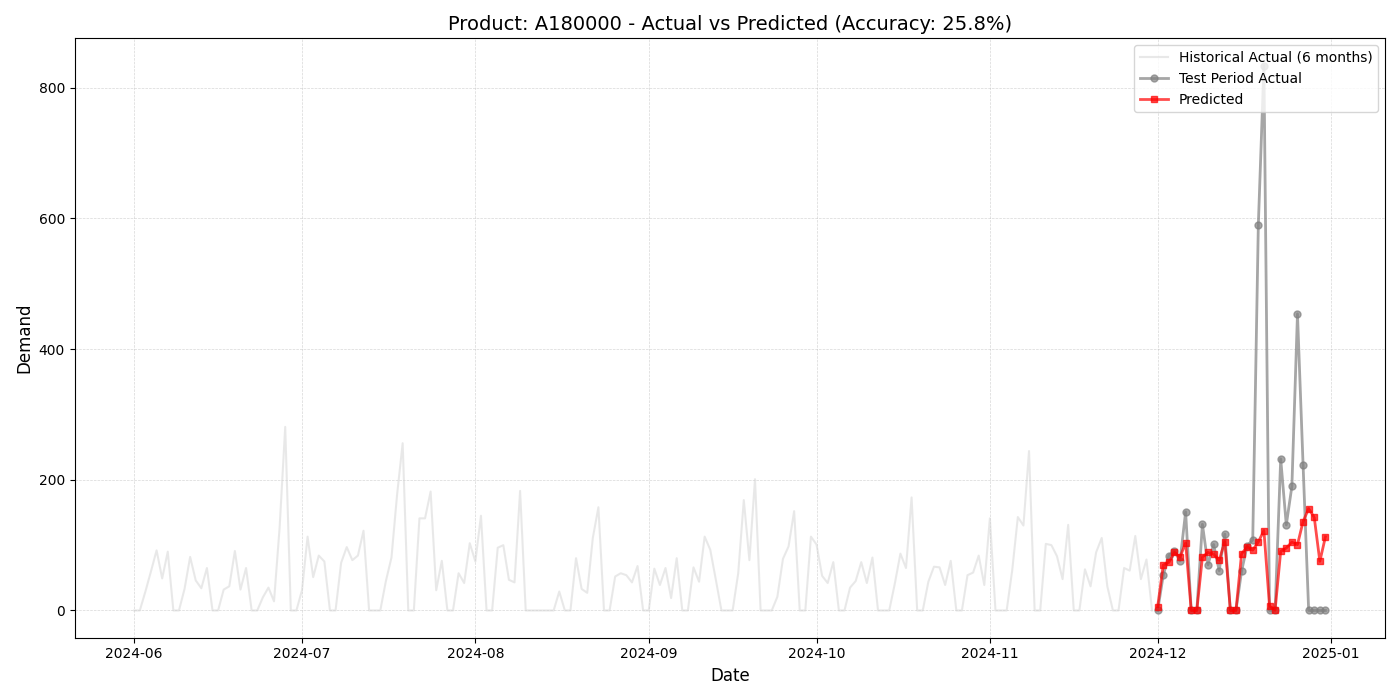 Product: A180000 - Actual vs Predicted (Accuracy: 25.8%)
Historical Actual (6 months)
Test Period Actual
Predicted
Demand
800
600
400
200
0
2024-06
2024-07
2024-08
2024-09
2024-10
2024-11
2024-12
2025-01
Date